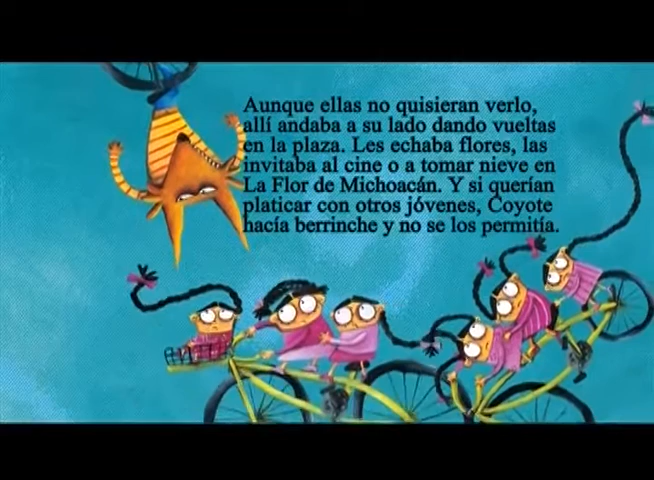 Aunque ellas no quisieran verlo,
allí andaba a su lado dando vueltas
en la plaza. Les echaba flores, las
invitaba al cine o a tomar nieve en
La Flor de Michoacán. Y si querían
platicar con otros jóvenes, Coyote
hacía berrinche y no se los permitía.